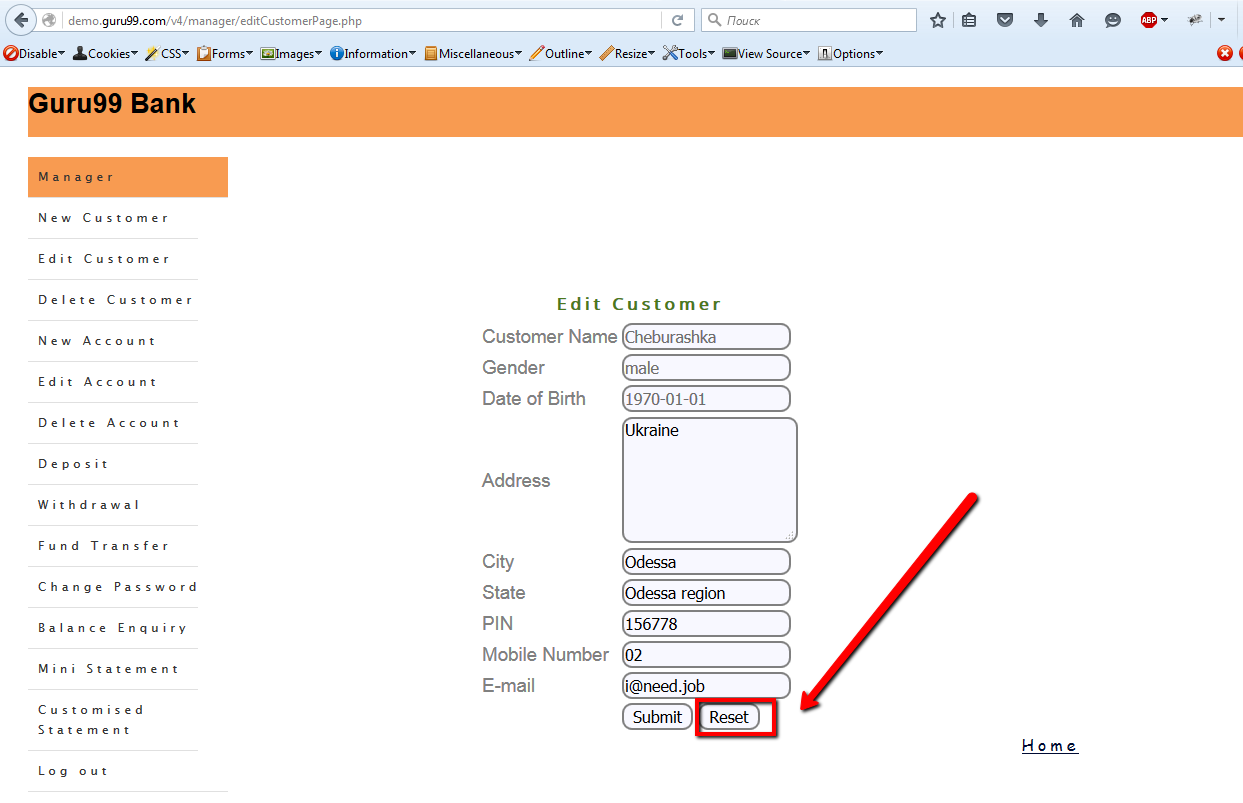 demo.guru99.com/v4/manager/editCustomerPage.php
Поиск
ABP
Disable Cookies CSS Forms Images Information Miscellaneous Outline Resize Tools View Source Options
Guru99 Bank
Manager
New Customer
Edit Customer
Delete Customer
New Account
Edit Account
Delete Account
Deposit
Withdrawal
Fund Transfer
Change Password
Balance Enquiry
Mini Statement
Customised
Statement
Log out
Edit Customer
Customer Name Cheburashka
Gender male
Date of Birth 1970-01-01
Address Ukraine
City Odessa
State Odessa region
PIN 156778
Mobile Number 02
E-mail i@need.job
Submit Reset
Home